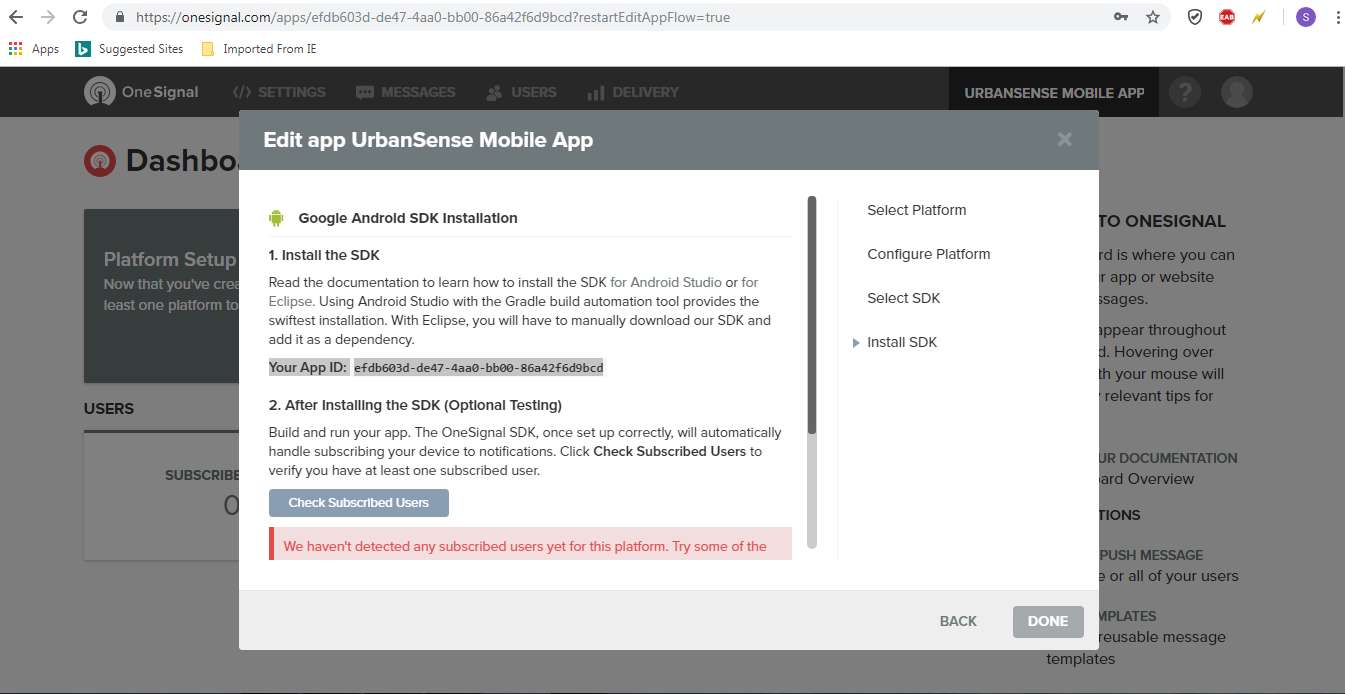 https://onesignal.com/apps/efdb603d-de47-4aa0-bb00-86a42f6d9bcd?restartEditAppFlow=true
EAB
S
Apps
Suggested Sites
Imported From IE
OneSignal
</> SETTINGS
MESSAGES
USERS
DELIVERY
URBANSENSE MOBILE APP
?
Edit app UrbanSense Mobile App
×
Google Android SDK Installation
1. Install the SDK
Read the documentation to learn how to install the SDK for Android Studio or for
Eclipse. Using Android Studio with the Gradle build automation tool provides the
swiftest installation. With Eclipse, you will have to manually download our SDK and
add it as a dependency.
Your App ID: efdb603d-de47-4aa0-bb00-86a42f6d9bcd
2. After Installing the SDK (Optional Testing)
Build and run your app. The OneSignal SDK, once set up correctly, will automatically
handle subscribing your device to notifications. Click Check Subscribed Users to
verify you have at least one subscribed user.
Check Subscribed Users
We haven't detected any subscribed users yet for this platform. Try some of the
Select Platform
Configure Platform
Select SDK
Install SDK
BACK
DONE
Platform Setup
Now that you've
least one platform to
USERS
0
TO ONESIGNAL
is where you can
app or website
appear throughout
Hovering over
your mouse will
relevant tips for
DOCUMENTATION
Overview
PUSH MESSAGE
or all of your users
reusable message
templates